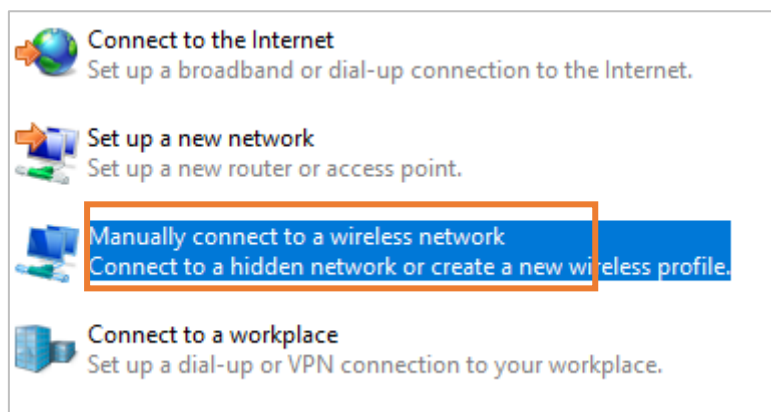 Connect to the Internet
Set up a broadband or dial-up connection to the Internet.
Set up a new network
Set up a new router or access point.
Manually connect to a wireless network
Connect to a hidden network or create a new wireless profile.
Connect to a workplace
Set up a dial-up or VPN connection to your workplace.